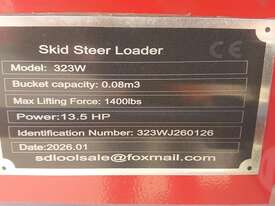 Skid Steer Loader CE
Model: 323W
Bucket capacity: 0.08m3
Max Lifting Force: 1400lbs
Power:13.5 HP
Identification Number: 323WJ260126
Date:2026.01
sdloolsale@foxmail.com